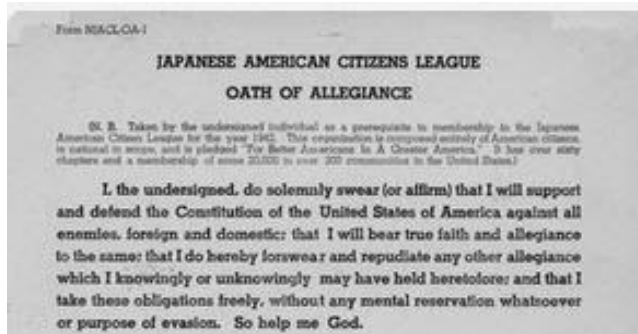 Form NJACL-OA-1
JAPANESE AMERICAN CITIZENS LEAGUE
OATH OF ALLEGIANCE
(N. B. Taken by the undersigned individual as a prerequisite to membership in the Japanese
American Citizen League for the year 1942. This organization is composed entirely of American citizens,
is national in scope, and is pledged "For Better Americans In A Greater America." It has over sixty
chapters and a membership of some 20,000 in over 300 communities in the United States.)
I, the undersigned, do solemnly swear (or affirm) that I will support
and defend the Constitution of the United States of America against all
enemies, foreign and domestic; that I will bear true faith and allegiance
to the same; that I do hereby forswear and repudiate any other allegiance
which I knowingly or unknowingly may have held heretofore; and that I
take these obligations freely, without any mental reservation whatsoever
or purpose of evasion. So help me God.